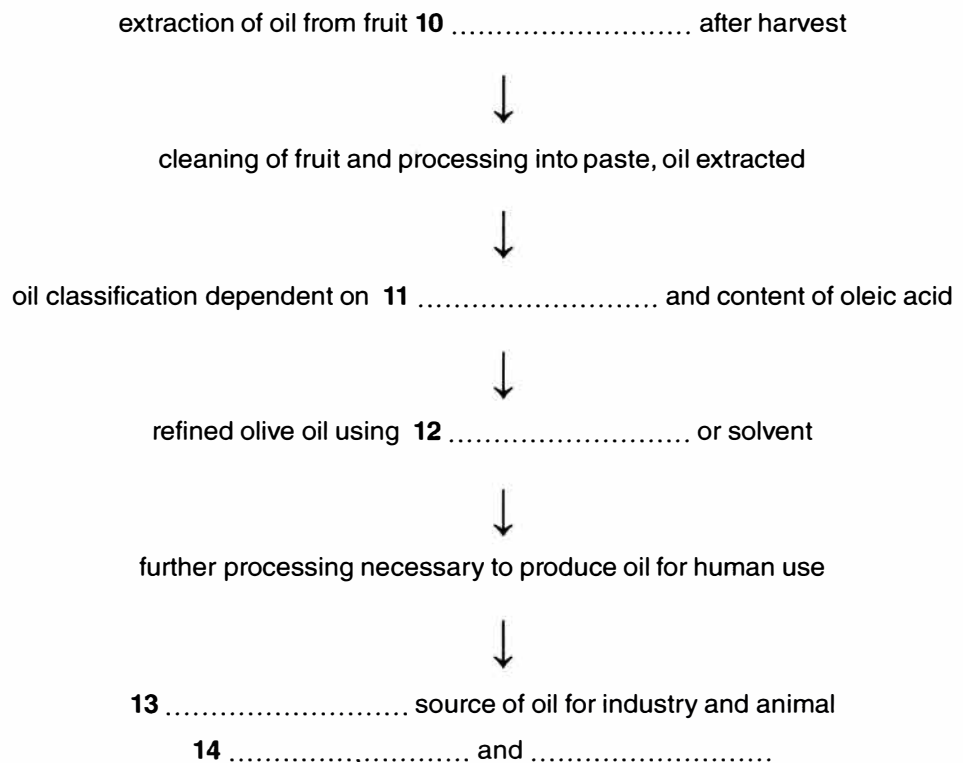 extraction of oil from fruit 10 ........................... after harvest
cleaning of fruit and processing into paste, oil extracted
oil classification dependent on 11 ........................... and content of oleic acid
refined olive oil using 12 ........................... or solvent
further processing necessary to produce oil for human use
13 ........................... source of oil for industry and animal
14 ........................... and ...........................